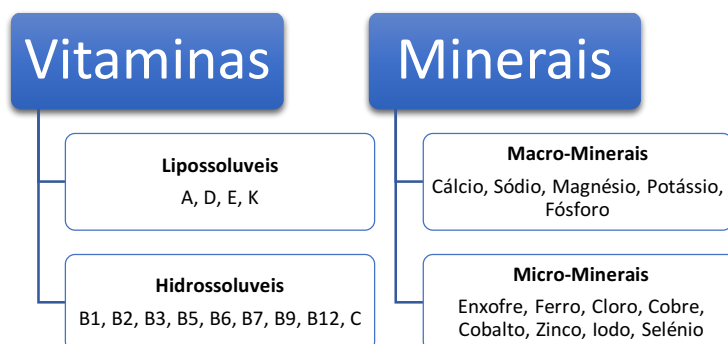 Vitaminas
Lipossoluveis
A, D, E, K
Hidrossoluveis
B1, B2, B3, B5, B6, B7, B9, B12, C
Minerais
Macro-Minerais
Cálcio, Sódio, Magnésio, Potássio,
Fósforo
Micro-Minerais
Enxofre, Ferro, Cloro, Cobre,
Cobalto, Zinco, Iodo, Selénio